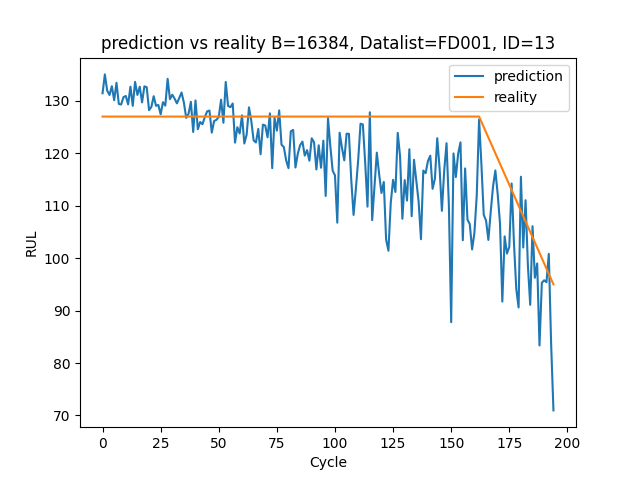 prediction vs reality B=16384, Datalist=FD001, ID=13
prediction
reality
130
120
110
100
90
80
70
RUL
0 25 50 75 100 125 150 175 200
Cycle